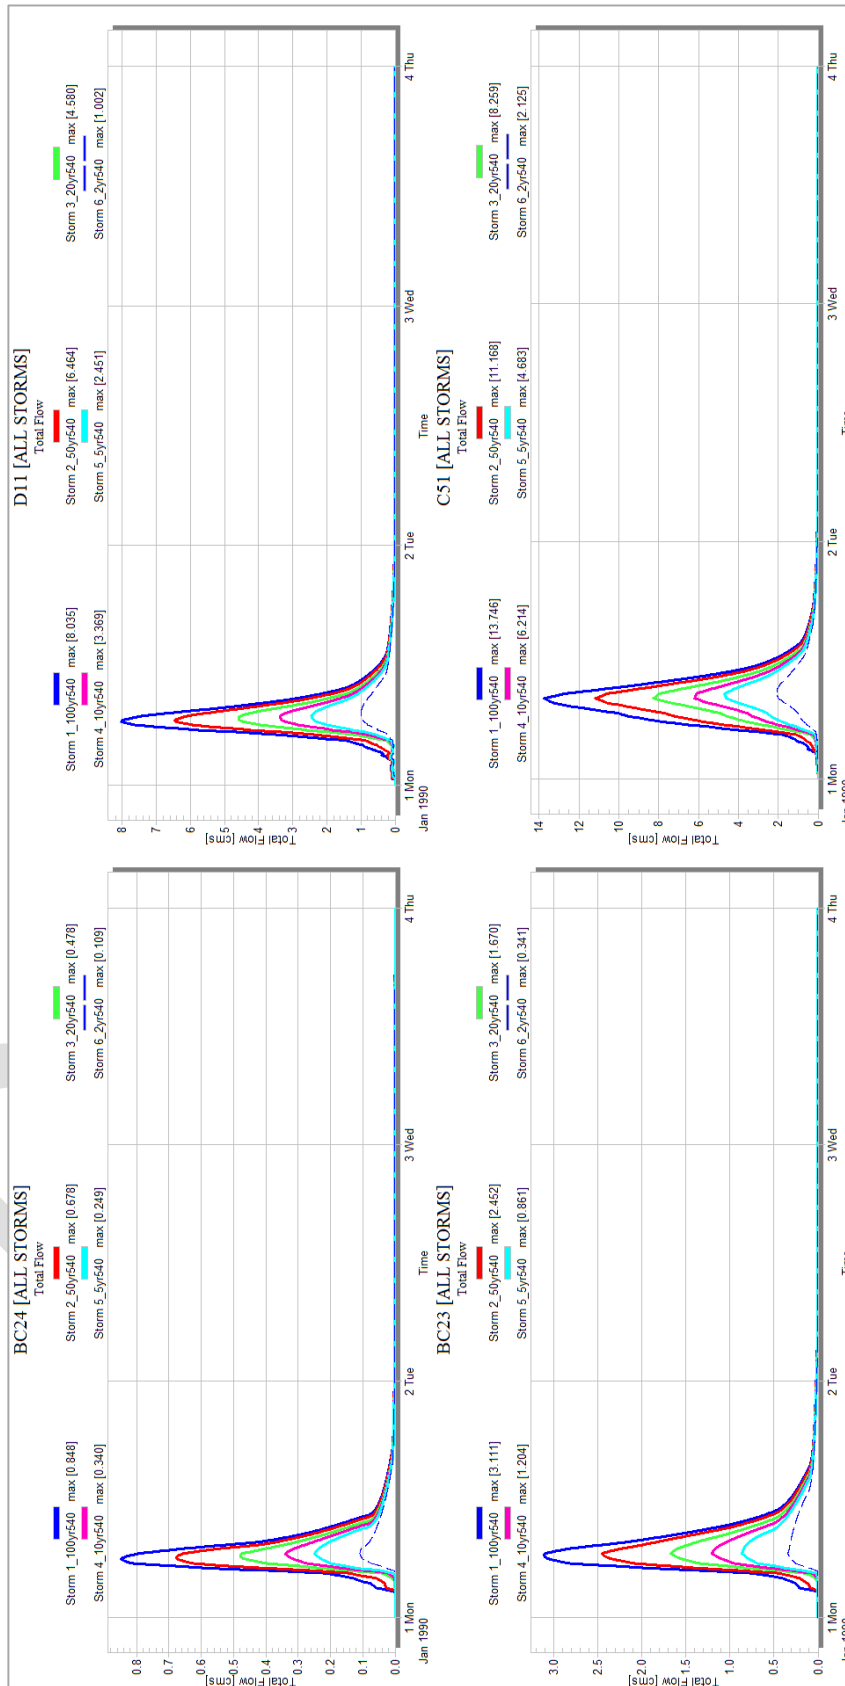 BC24 [ALL STORMS]
Total Flow
Storm 1_100yr540 max [0.848]
Storm 2_50yr540 max [0.678]
Storm 3_20yr540 max [0.478]
Storm 4_10yr540 max [0.340]
Storm 5_5yr540 max [0.249]
Storm 6_2yr540 max [0.109]
Total Flow [cms]
0.8
0.7
0.6
0.5
0.4
0.3
0.2
0.1
0.0
1 Mon
2 Tue
3 Wed
4 Thu
Jan 1990
Time
D11 [ALL STORMS]
Total Flow
Storm 1_100yr540 max [8.035]
Storm 2_50yr540 max [6.464]
Storm 3_20yr540 max [4.580]
Storm 4_10yr540 max [3.369]
Storm 5_5yr540 max [2.451]
Storm 6_2yr540 max [1.002]
Total Flow [cms]
8
7
6
5
4
3
2
1
0
1 Mon
2 Tue
3 Wed
4 Thu
Jan 1990
Time
BC23 [ALL STORMS]
Total Flow
Storm 1_100yr540 max [3.111]
Storm 2_50yr540 max [2.452]
Storm 3_20yr540 max [1.670]
Storm 4_10yr540 max [1.204]
Storm 5_5yr540 max [0.861]
Storm 6_2yr540 max [0.341]
Total Flow [cms]
3.0
2.5
2.0
1.5
1.0
0.5
0.0
1 Mon
2 Tue
3 Wed
4 Thu
Jan 1990
Time
C51 [ALL STORMS]
Total Flow
Storm 1_100yr540 max [13.746]
Storm 2_50yr540 max [11.168]
Storm 3_20yr540 max [8.259]
Storm 4_10yr540 max [6.214]
Storm 5_5yr540 max [4.683]
Storm 6_2yr540 max [2.125]
Total Flow [cms]
14
12
10
8
6
4
2
0
1 Mon
2 Tue
3 Wed
4 Thu
Jan 1990
Time